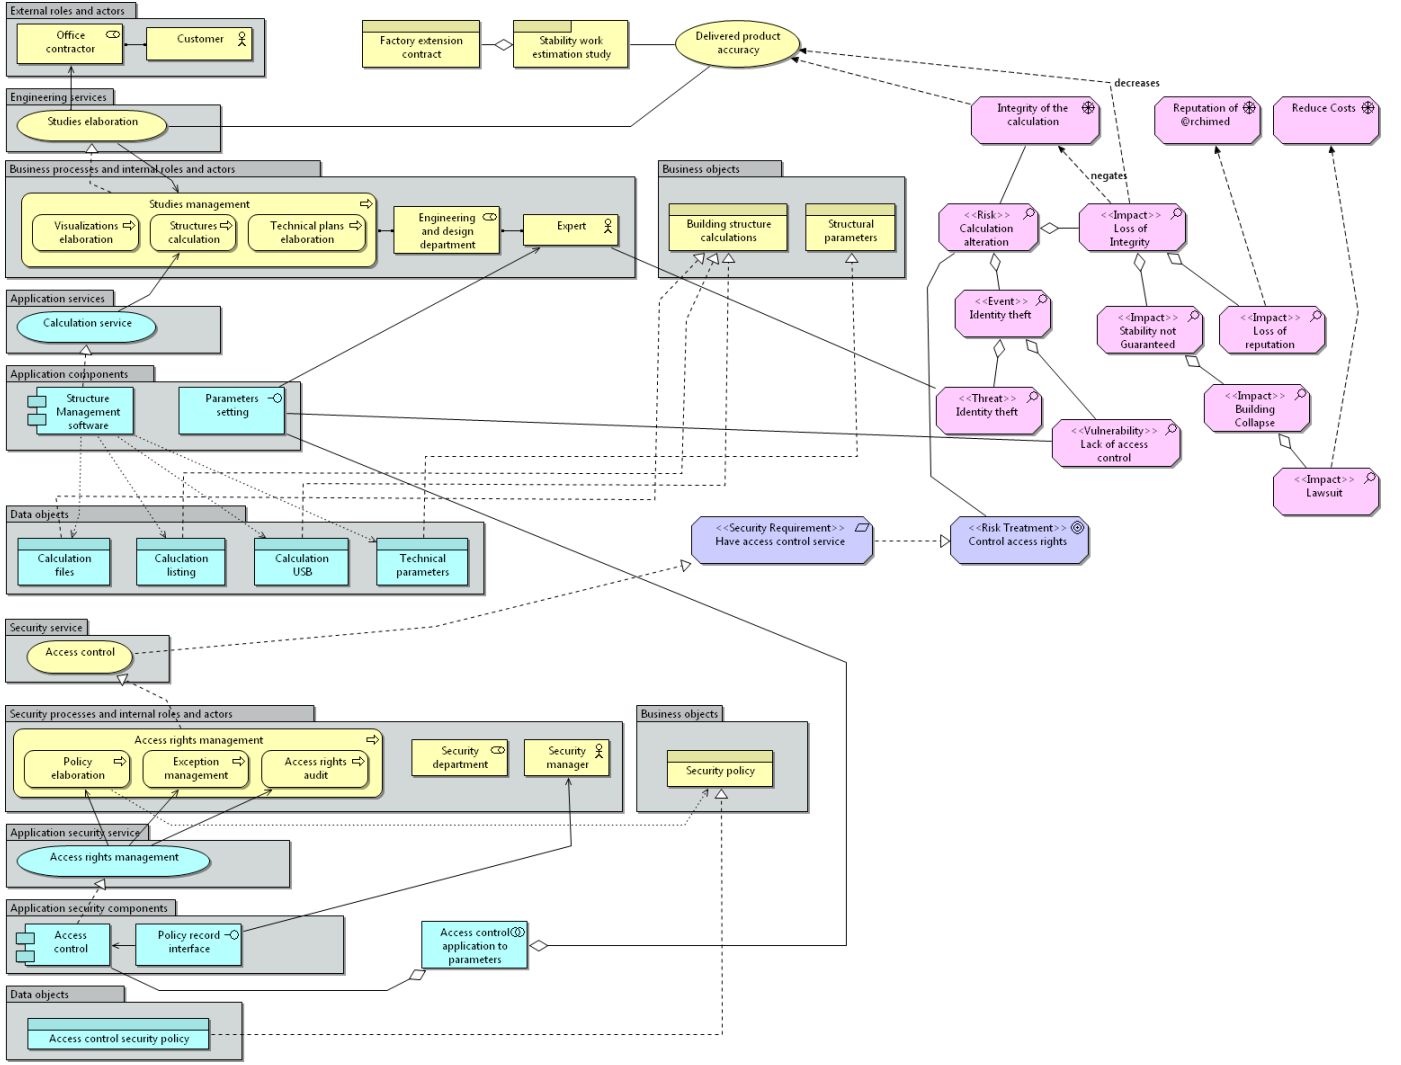 External roles and actors
Office
contractor
Customer
Factory extension
contract
Stability work
estimation study
Delivered product
accuracy
decreases
Engineering services
Studies elaboration
Integrity of the
calculation
Reputation of
@rchimed
Reduce Costs
Business processes and internal roles and actors
Studies management
Visualizations
elaboration
Structures
calculation
Technical plans
elaboration
Engineering
and design
department
Expert
Business objects
Building structure
calculations
Structural
parameters
negates
<<Risk>>
Calculation
alteration
<<Impact>>
Loss of
Integrity
Application services
Calculation service
<<Event>>
Identity theft
<<Impact>>
Stability not
Guaranteed
<<Impact>>
Loss of
reputation
Application components
Structure
Management
software
Parameters
setting
<<Threat>>
Identity theft
<<Vulnerability>>
Lack of access
control
<<Impact>>
Building
Collapse
<<Impact>>
Lawsuit
Data objects
Calculation
files
Caluclation
listing
Calculation
USB
Technical
parameters
<<Security Requirement>>
Have access control service
<<Risk Treatment>>
Control access rights
Security service
Access control
Security processes and internal roles and actors
Access rights management
Policy
elaboration
Exception
management
Access rights
audit
Security
department
Security
manager
Business objects
Security policy
Application security service
Access rights management
Application security components
Access
control
Policy record
interface
Access control
application to
parameters
Data objects
Access control security policy